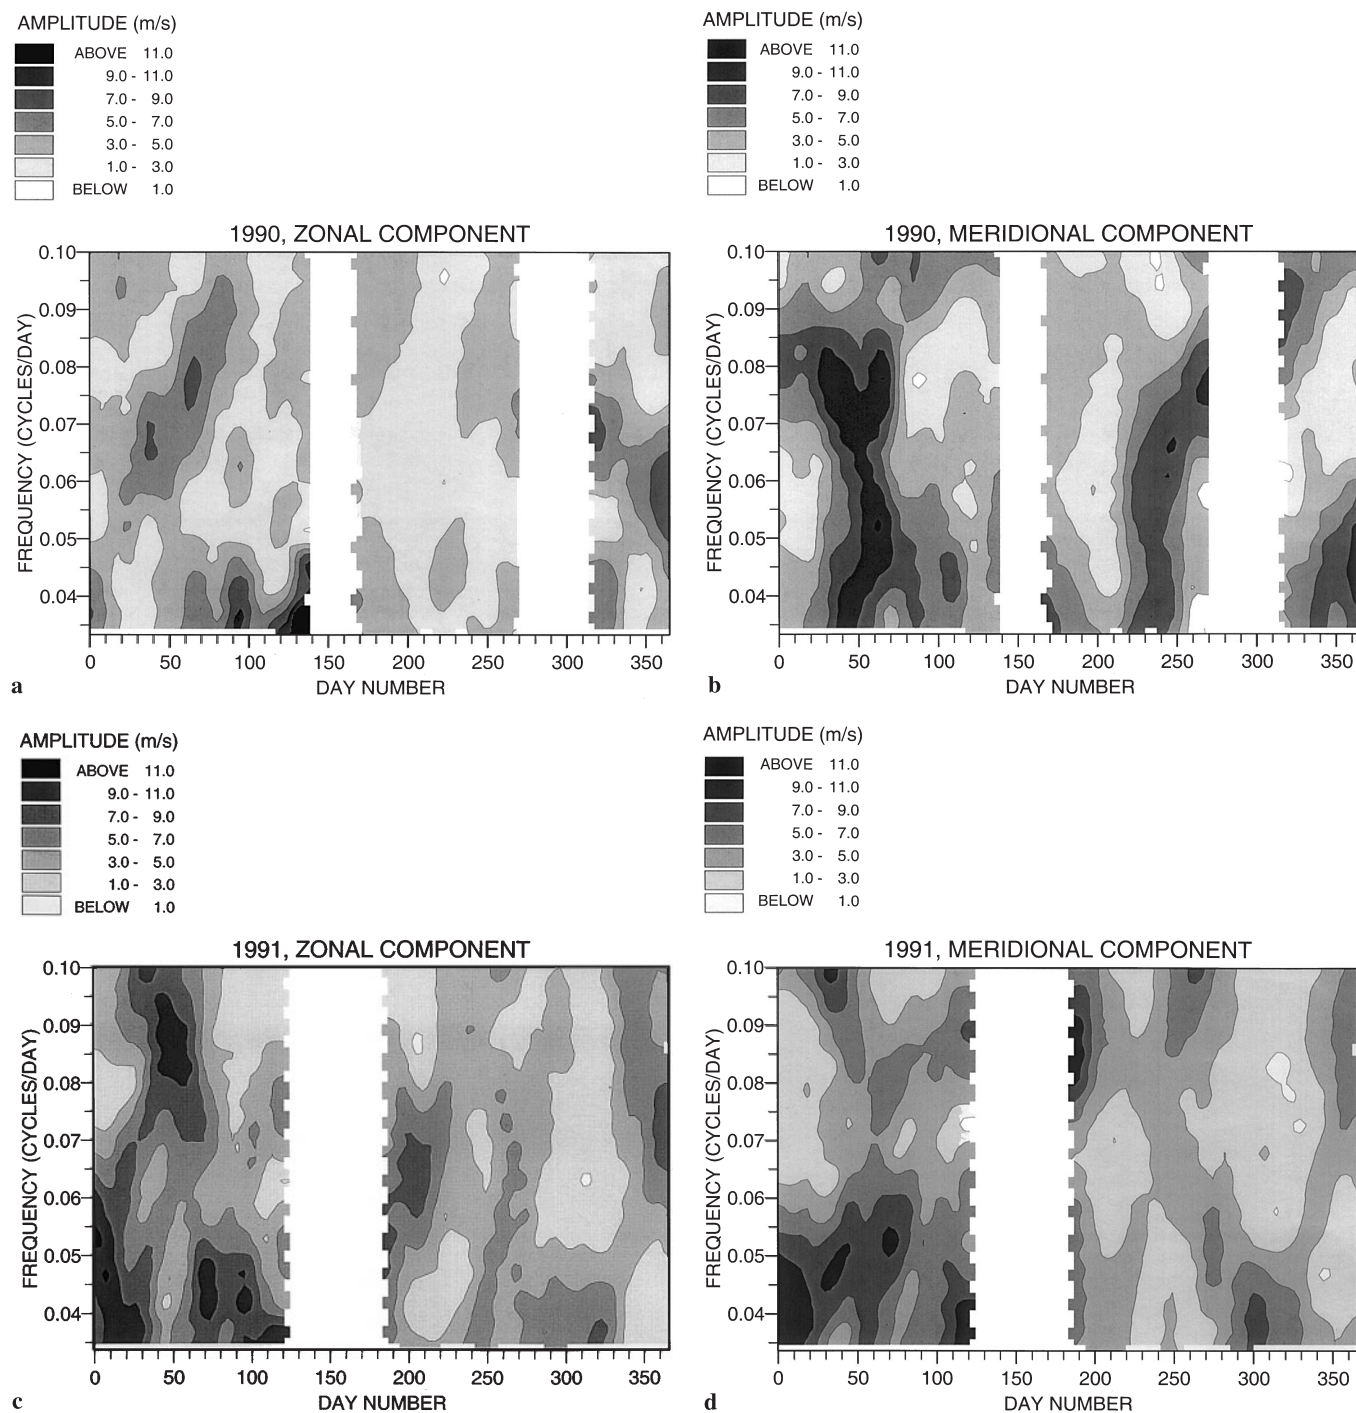 AMPLITUDE (m/s)
ABOVE 11.0
9.0 - 11.0
7.0 - 9.0
5.0 - 7.0
3.0 - 5.0
1.0 - 3.0
BELOW 1.0
1990, ZONAL COMPONENT
FREQUENCY (CYCLES/DAY)
0.10
0.09
0.08
0.07
0.06
0.05
0.04
0 50 100 150 200 250 300 350
DAY NUMBER
a
AMPLITUDE (m/s)
ABOVE 11.0
9.0 - 11.0
7.0 - 9.0
5.0 - 7.0
3.0 - 5.0
1.0 - 3.0
BELOW 1.0
1990, MERIDIONAL COMPONENT
FREQUENCY (CYCLES/DAY)
0.10
0.09
0.08
0.07
0.06
0.05
0.04
0 50 100 150 200 250 300 350
DAY NUMBER
b
AMPLITUDE (m/s)
ABOVE 11.0
9.0 - 11.0
7.0 - 9.0
5.0 - 7.0
3.0 - 5.0
1.0 - 3.0
BELOW 1.0
1991, ZONAL COMPONENT
FREQUENCY (CYCLES/DAY)
0.10
0.09
0.08
0.07
0.06
0.05
0.04
0 50 100 150 200 250 300 350
DAY NUMBER
c
AMPLITUDE (m/s)
ABOVE 11.0
9.0 - 11.0
7.0 - 9.0
5.0 - 7.0
3.0 - 5.0
1.0 - 3.0
BELOW 1.0
1991, MERIDIONAL COMPONENT
FREQUENCY (CYCLES/DAY)
0.10
0.09
0.08
0.07
0.06
0.05
0.04
0 50 100 150 200 250 300 350
DAY NUMBER
d